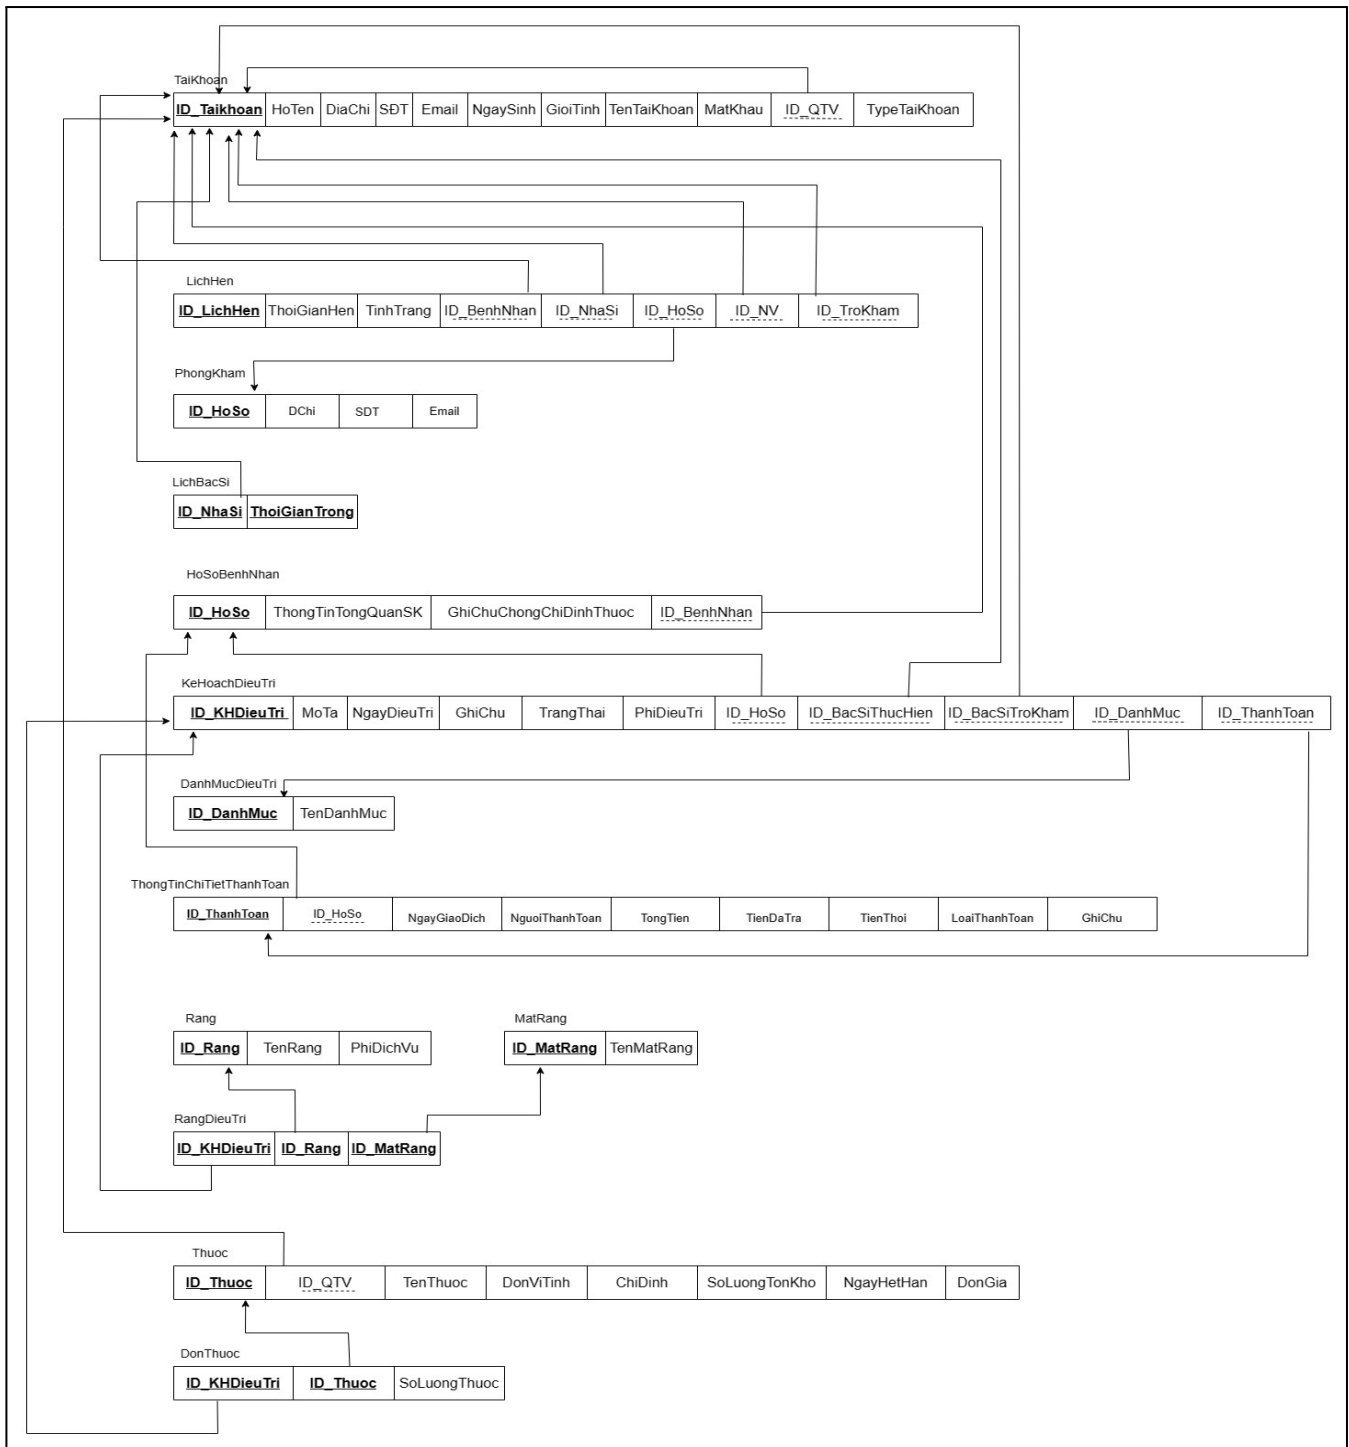 TaiKhoan
ID_Taikhoan HoTen DiaChi SĐT Email NgaySinh GioiTinh TenTaiKhoan MatKhau ID_QTV TypeTaiKhoan
LichHen
ID_LichHen ThoiGianHen TinhTrang ID_BenhNhan ID_NhaSi ID_HoSo ID_NV ID_TroKham
PhongKham
ID_HoSo DChi SDT Email
LichBacSi
ID_NhaSi ThoiGianTrong
HoSoBenhNhan
ID_HoSo ThongTinTongQuanSK GhiChuChongChiDinhThuoc ID_BenhNhan
KeHoachDieuTri
ID_KHDieuTri MoTa NgayDieuTri GhiChu TrangThai PhiDieuTri ID_HoSo ID_BacSiThucHien ID_BacSiTroKham ID_DanhMuc ID_ThanhToan
DanhMucDieuTri
ID_DanhMuc TenDanhMuc
ThongTinChiTietThanhToan
ID_ThanhToan ID_HoSo NgayGiaoDich NguoiThanhToan TongTien TienDaTra TienThoi LoaiThanhToan GhiChu
Rang MatRang
ID_Rang TenRang PhiDichVu ID_MatRang TenMatRang
RangDieuTri
ID_KHDieuTri ID_Rang ID_MatRang
Thuoc
ID_Thuoc ID_QTV TenThuoc DonViTinh ChiDinh SoLuongTonKho NgayHetHan DonGia
DonThuoc
ID_KHDieuTri ID_Thuoc SoLuongThuoc